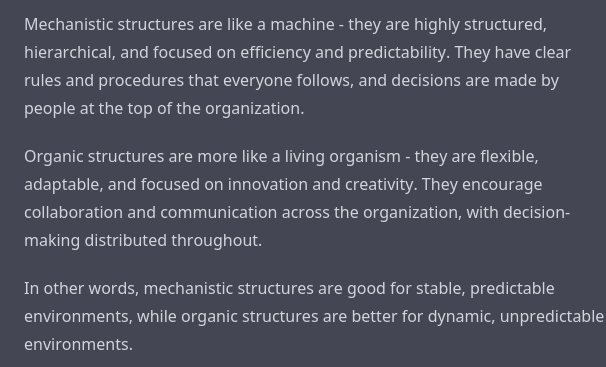 Mechanistic structures are like a machine - they are highly structured,
hierarchical, and focused on efficiency and predictability. They have clear
rules and procedures that everyone follows, and decisions are made by
people at the top of the organization.
Organic structures are more like a living organism - they are flexible,
adaptable, and focused on innovation and creativity. They encourage
collaboration and communication across the organization, with decision-
making distributed throughout.
In other words, mechanistic structures are good for stable, predictable
environments, while organic structures are better for dynamic, unpredictable
environments.